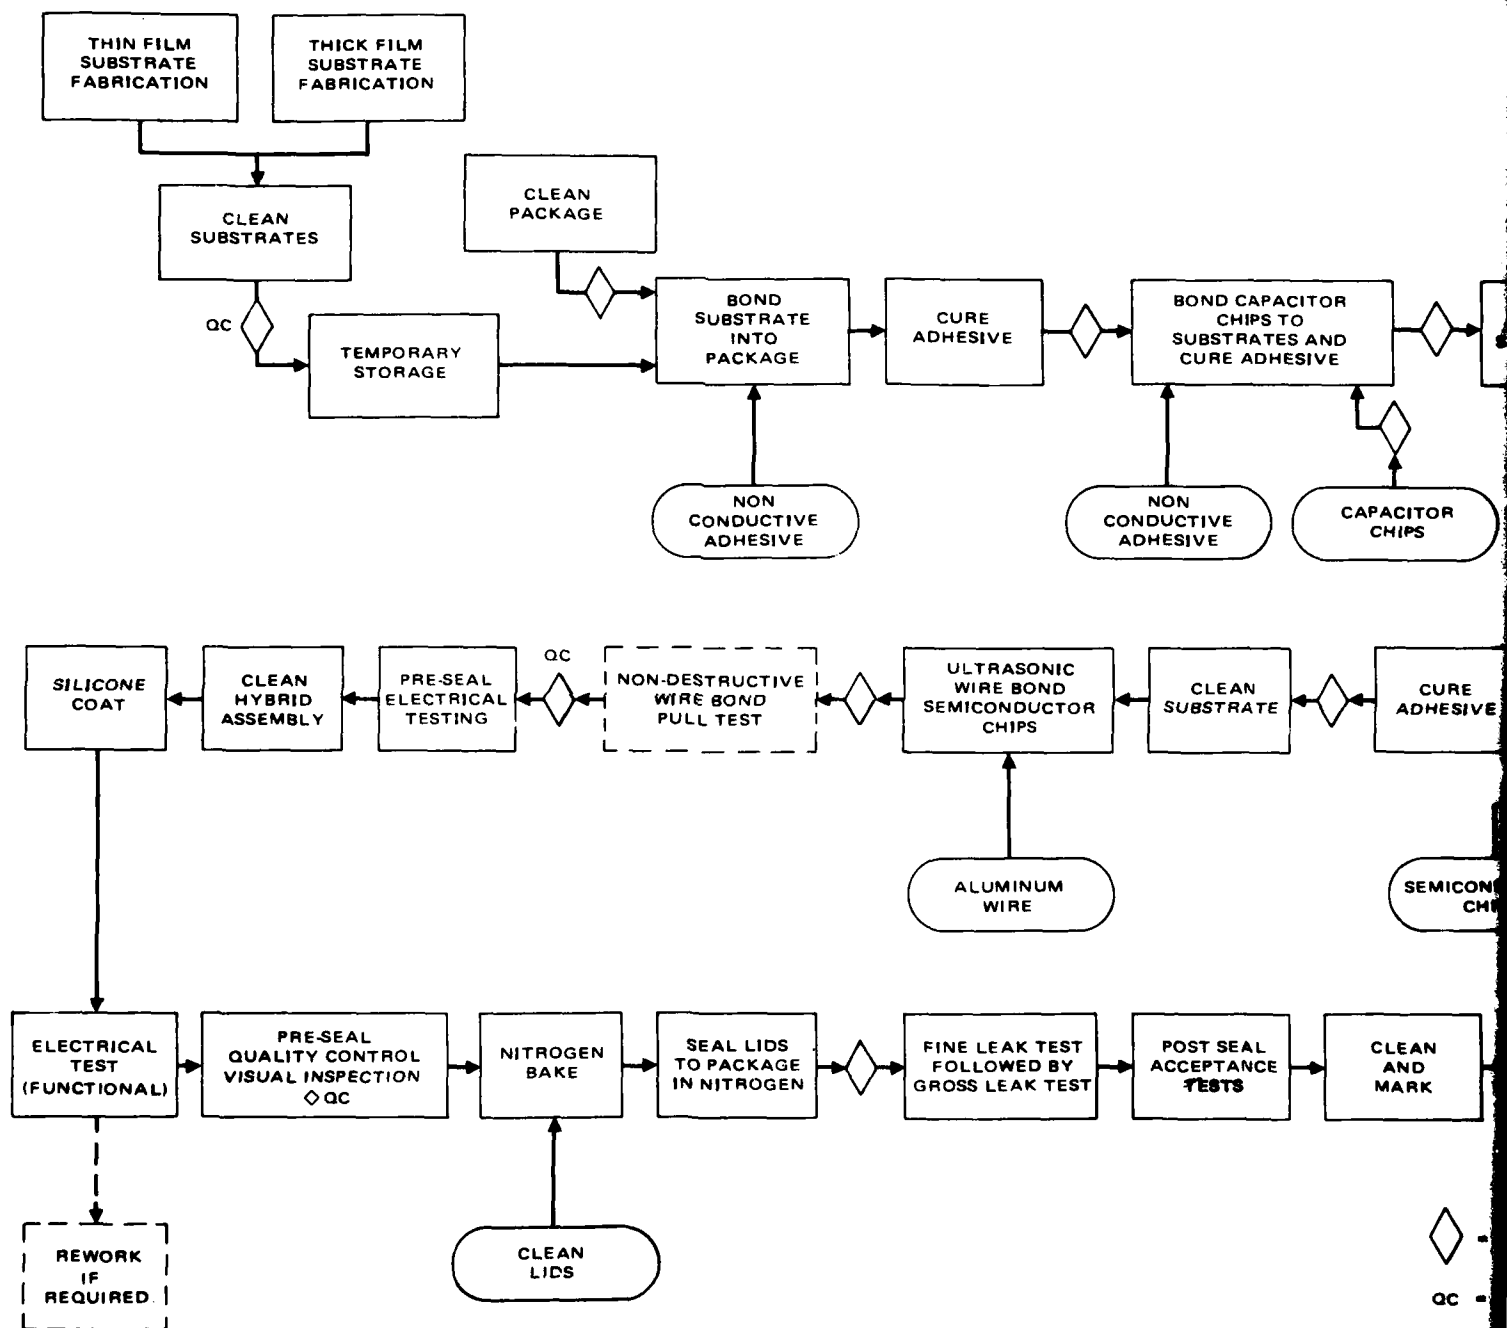 THIN FILM
SUBSTRATE
FABRICATION
THICK FILM
SUBSTRATE
FABRICATION
CLEAN
SUBSTRATES
CLEAN
PACKAGE
QC
TEMPORARY
STORAGE
BOND
SUBSTRATE
INTO
PACKAGE
CURE
ADHESIVE
BOND CAPACITOR
CHIPS TO
SUBSTRATES AND
CURE ADHESIVE
NON
CONDUCTIVE
ADHESIVE
NON
CONDUCTIVE
ADHESIVE
CAPACITOR
CHIPS
SILICONE
COAT
CLEAN
HYBRID
ASSEMBLY
PRE-SEAL
ELECTRICAL
TESTING
QC
NON-DESTRUCTIVE
WIRE BOND
PULL TEST
ULTRASONIC
WIRE BOND
SEMICONDUCTOR
CHIPS
CLEAN
SUBSTRATE
CURE
ADHESIVE
ALUMINUM
WIRE
ELECTRICAL
TEST
(FUNCTIONAL)
PRE-SEAL
QUALITY CONTROL
VISUAL INSPECTION
◇ QC
NITROGEN
BAKE
SEAL LIDS
TO PACKAGE
IN NITROGEN
FINE LEAK TEST
FOLLOWED BY
GROSS LEAK TEST
POST SEAL
ACCEPTANCE
TESTS
CLEAN
AND
MARK
REWORK
IF
REQUIRED
CLEAN
LIDS
◇ =
QC =